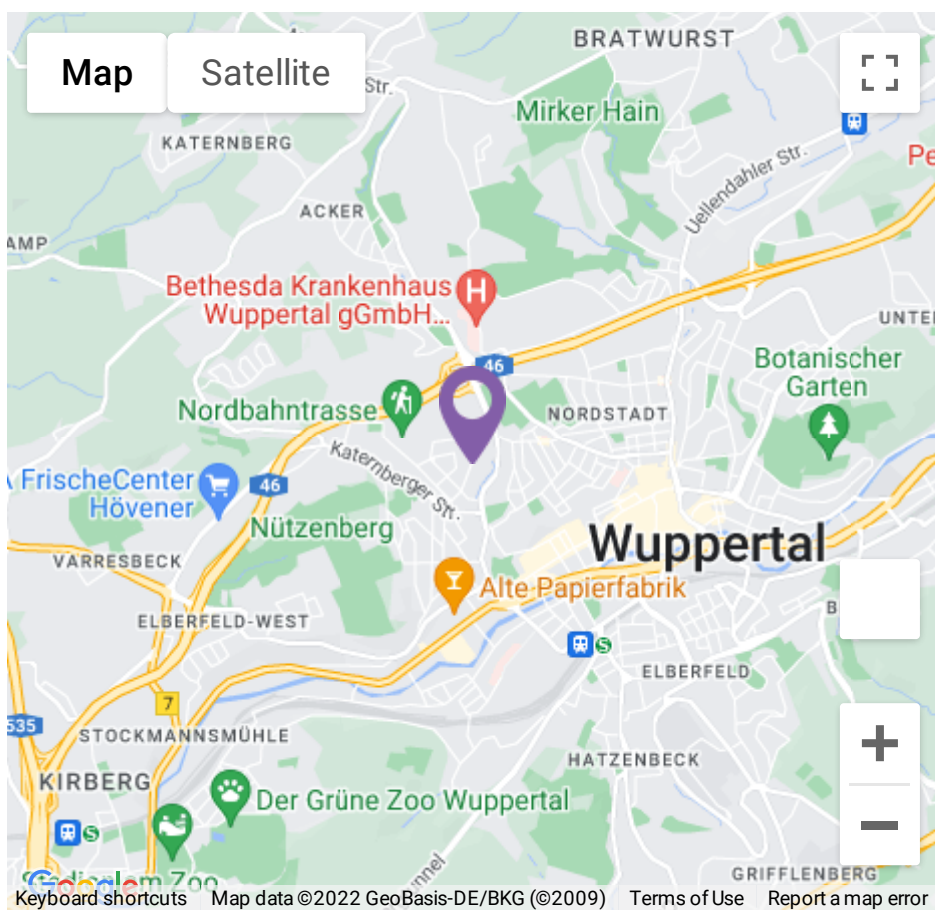 BRATWURST
Map
Satellite
Str.
Mirker Hain
KATERNBERG
Uellendahler Str.
Pe
ACKER
AMP
Bethesda Krankenhaus
Wuppertal gGmbH...
H
UNTE
46
Botanischer
Garten
Nordbahntrasse
NORDSTADT
Katernberger Str.
FrischeCenter
Hövener
46
Nützenberg
Wuppertal
VARRESBECK
Alte Papierfabrik
B
ELBERFELD-WEST
S
ELBERFELD
7
535
STOCKMANNSMÜHLE
HATZENBECK
KIRBERG
Der Grüne Zoo Wuppertal
S
GRIFFLENBERG
Google
Zoo
Keyboard shortcuts
Map data ©2022 GeoBasis-DE/BKG (©2009)
Terms of Use
Report a map error